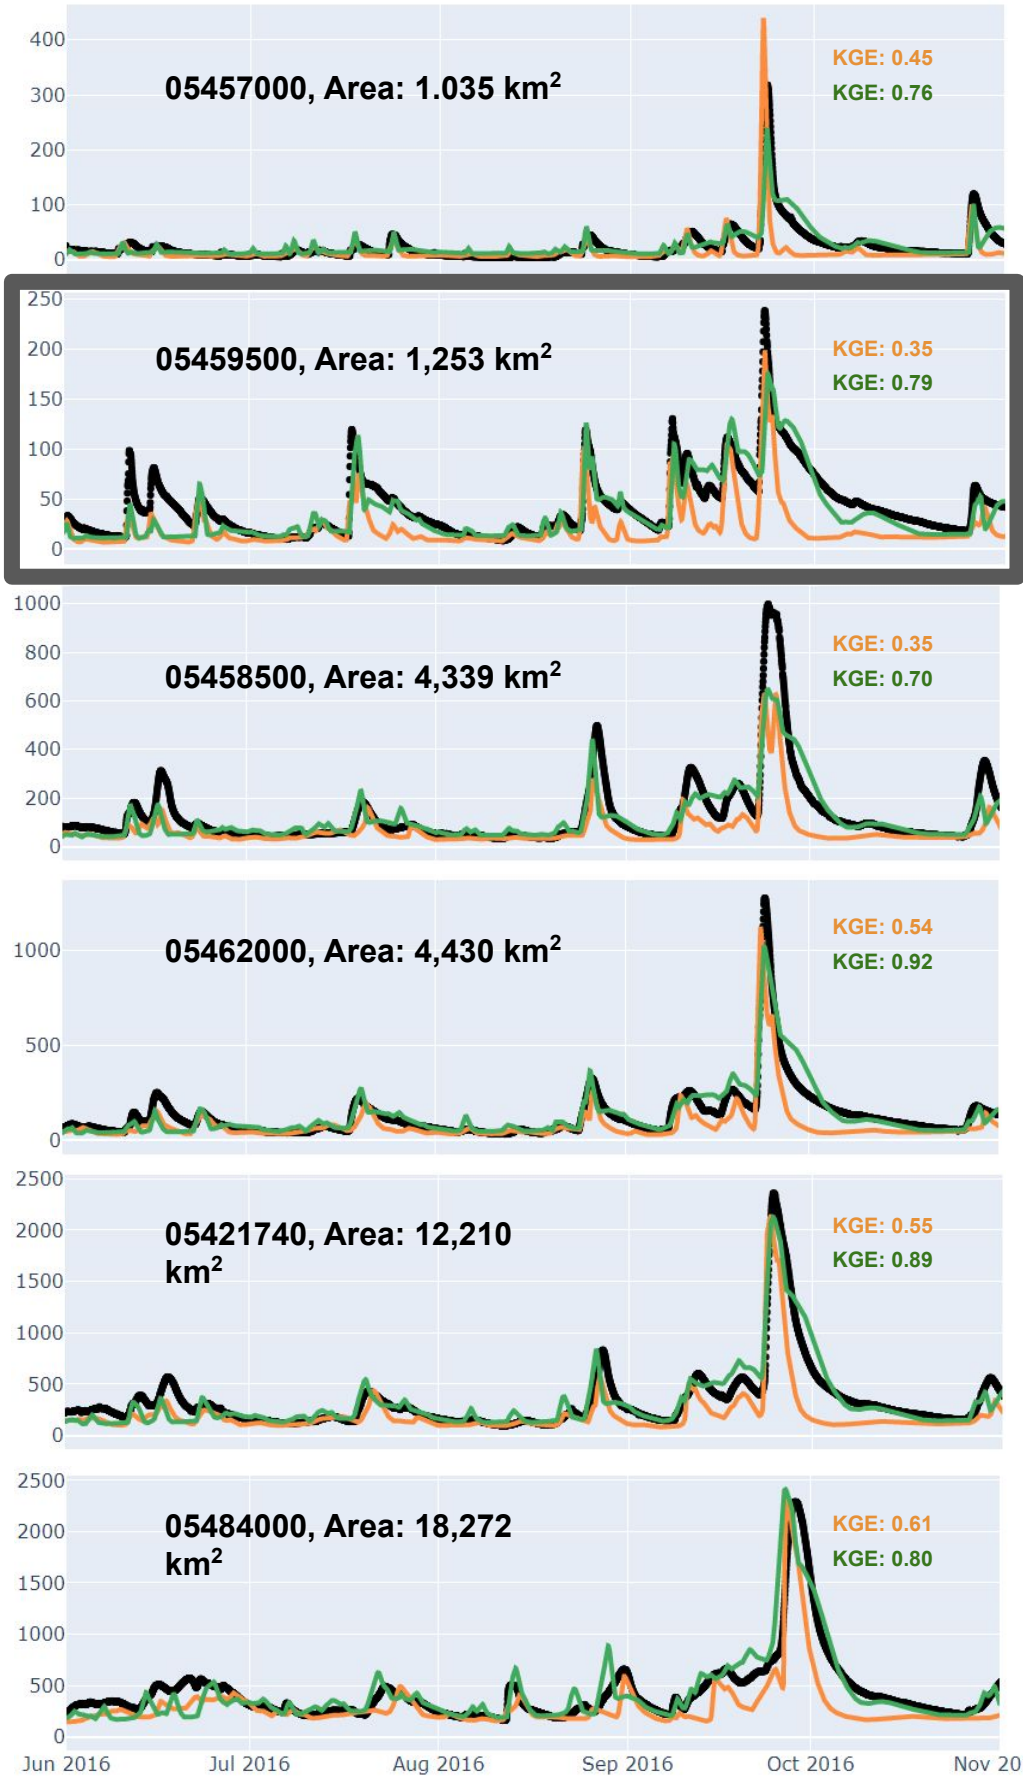 400
300
200
100
0
05457000, Area: 1.035 km²
KGE: 0.45
KGE: 0.76
250
200
150
100
50
0
05459500, Area: 1,253 km²
KGE: 0.35
KGE: 0.79
1000
800
600
400
200
0
05458500, Area: 4,339 km²
KGE: 0.35
KGE: 0.70
1000
500
0
05462000, Area: 4,430 km²
KGE: 0.54
KGE: 0.92
2500
2000
1500
1000
500
0
05421740, Area: 12,210
km²
KGE: 0.55
KGE: 0.89
2500
2000
1500
1000
500
0
05484000, Area: 18,272
km²
KGE: 0.61
KGE: 0.80
Jun 2016 Jul 2016 Aug 2016 Sep 2016 Oct 2016 Nov 20